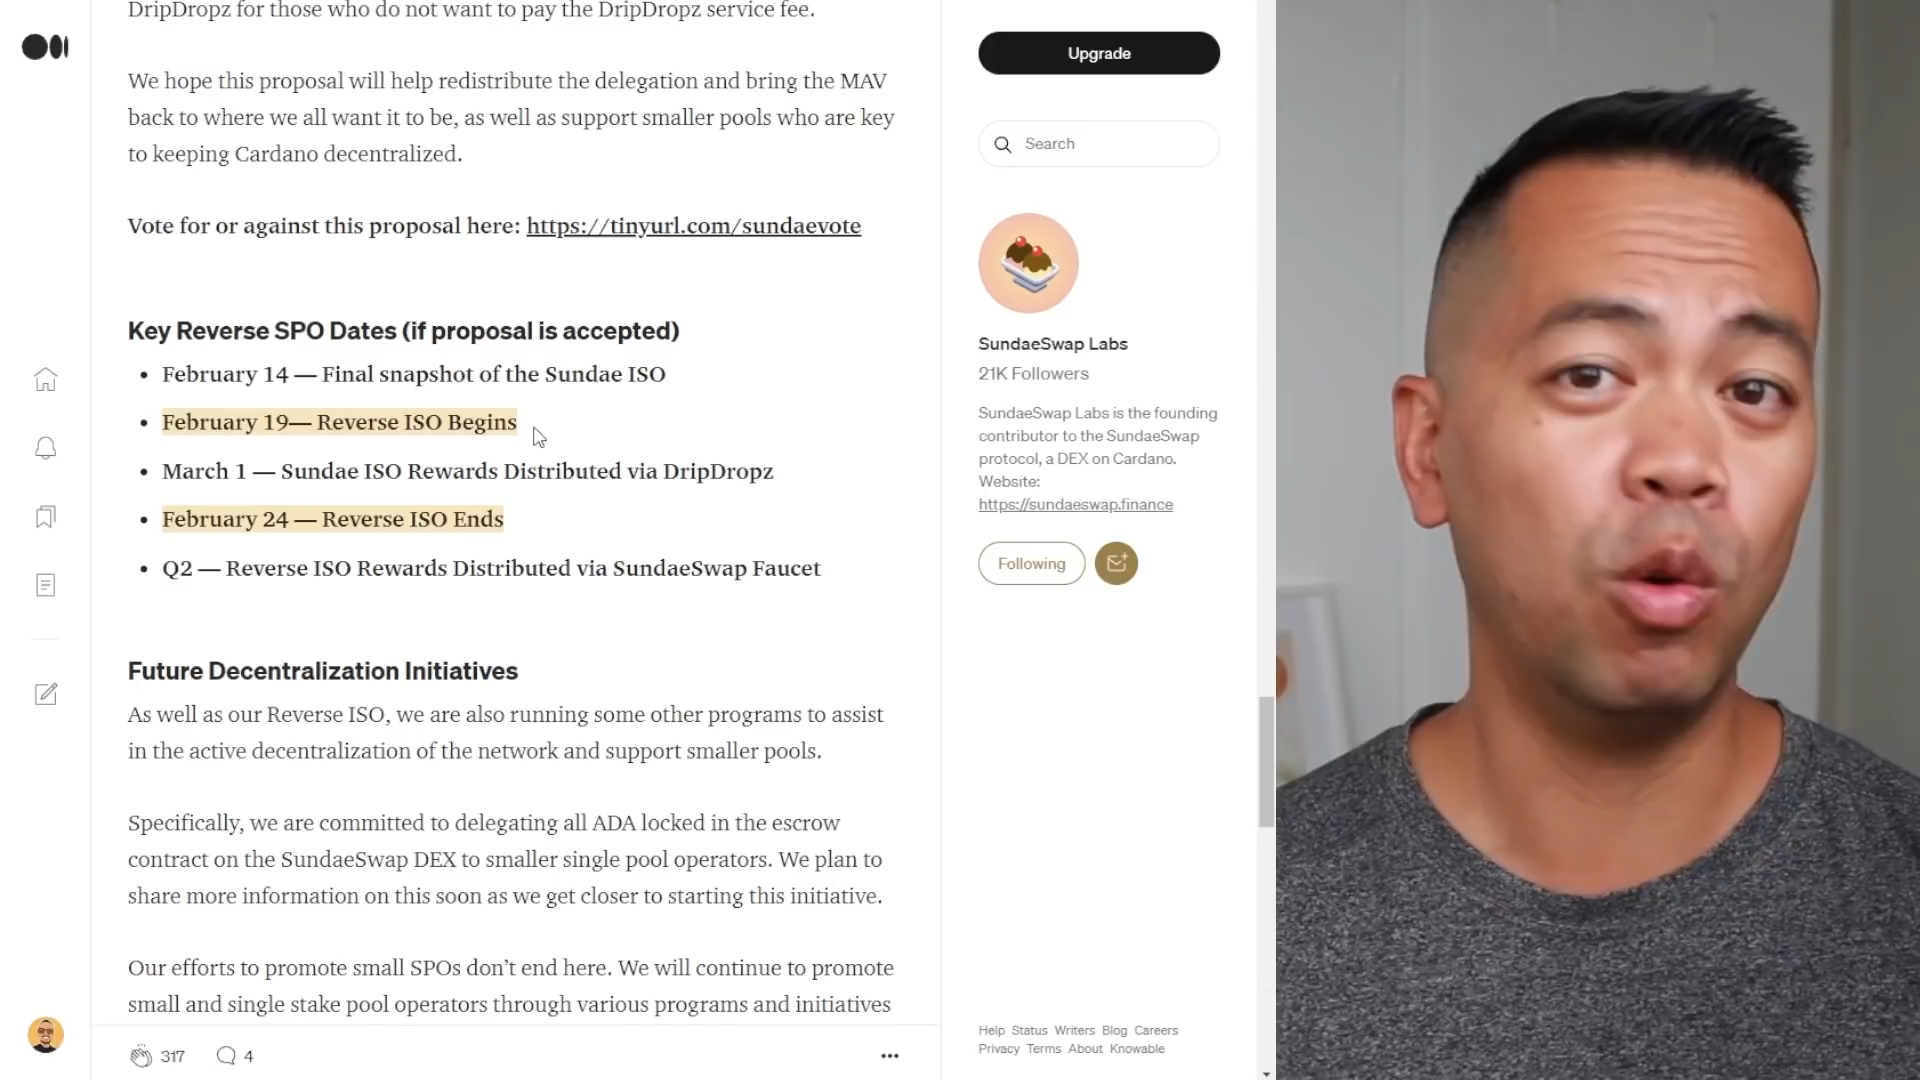 DripDropz for those who do not want to pay the DripDropz service fee.
We hope this proposal will help redistribute the delegation and bring the MAV
back to where we all want it to be, as well as support smaller pools who are key
to keeping Cardano decentralized.
Vote for or against this proposal here: https://tinyurl.com/sundaevote
Key Reverse SPO Dates (if proposal is accepted)
• February 14 — Final snapshot of the Sundae ISO
• February 19— Reverse ISO Begins
• March 1 — Sundae ISO Rewards Distributed via DripDropz
• February 24 — Reverse ISO Ends
• Q2 — Reverse ISO Rewards Distributed via SundaeSwap Faucet
Future Decentralization Initiatives
As well as our Reverse ISO, we are also running some other programs to assist
in the active decentralization of the network and support smaller pools.
Specifically, we are committed to delegating all ADA locked in the escrow
contract on the SundaeSwap DEX to smaller single pool operators. We plan to
share more information on this soon as we get closer to starting this initiative.
Our efforts to promote small SPOs don’t end here. We will continue to promote
small and single stake pool operators through various programs and initiatives
317 4
Upgrade
Search
SundaeSwap Labs
21K Followers
SundaeSwap Labs is the founding
contributor to the SundaeSwap
protocol, a DEX on Cardano.
Website:
https://sundaeswap.finance
Following
Help Status Writers Blog Careers
Privacy Terms About Knowable